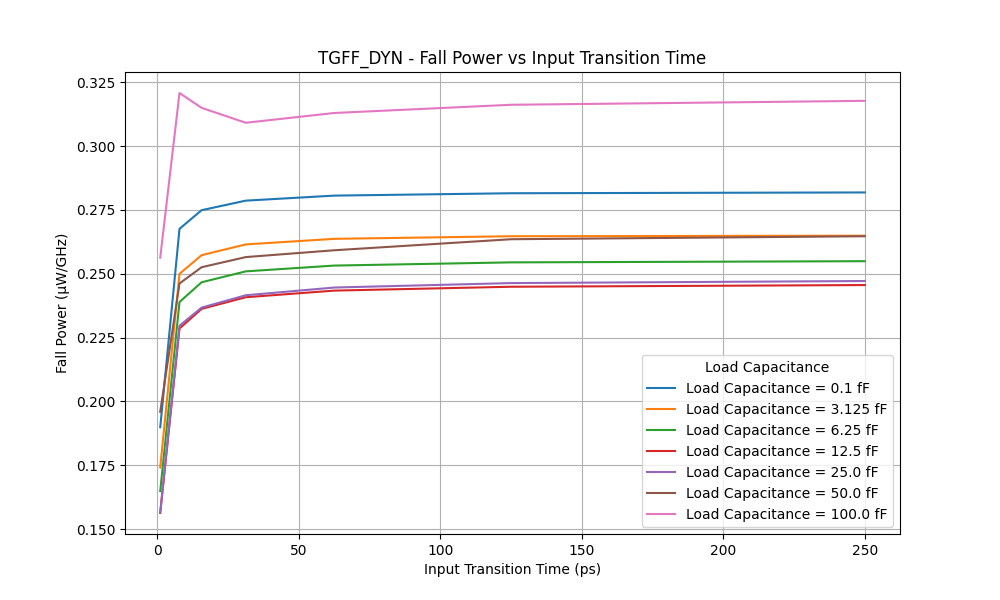 TGFF_DYN - Fall Power vs Input Transition Time
0.325
0.300
0.275
0.250
0.225
0.200
0.175
0.150
Fall Power (μW/GHz)
Load Capacitance
Load Capacitance = 0.1 fF
Load Capacitance = 3.125 fF
Load Capacitance = 6.25 fF
Load Capacitance = 12.5 fF
Load Capacitance = 25.0 fF
Load Capacitance = 50.0 fF
Load Capacitance = 100.0 fF
0 50 100 150 200 250
Input Transition Time (ps)